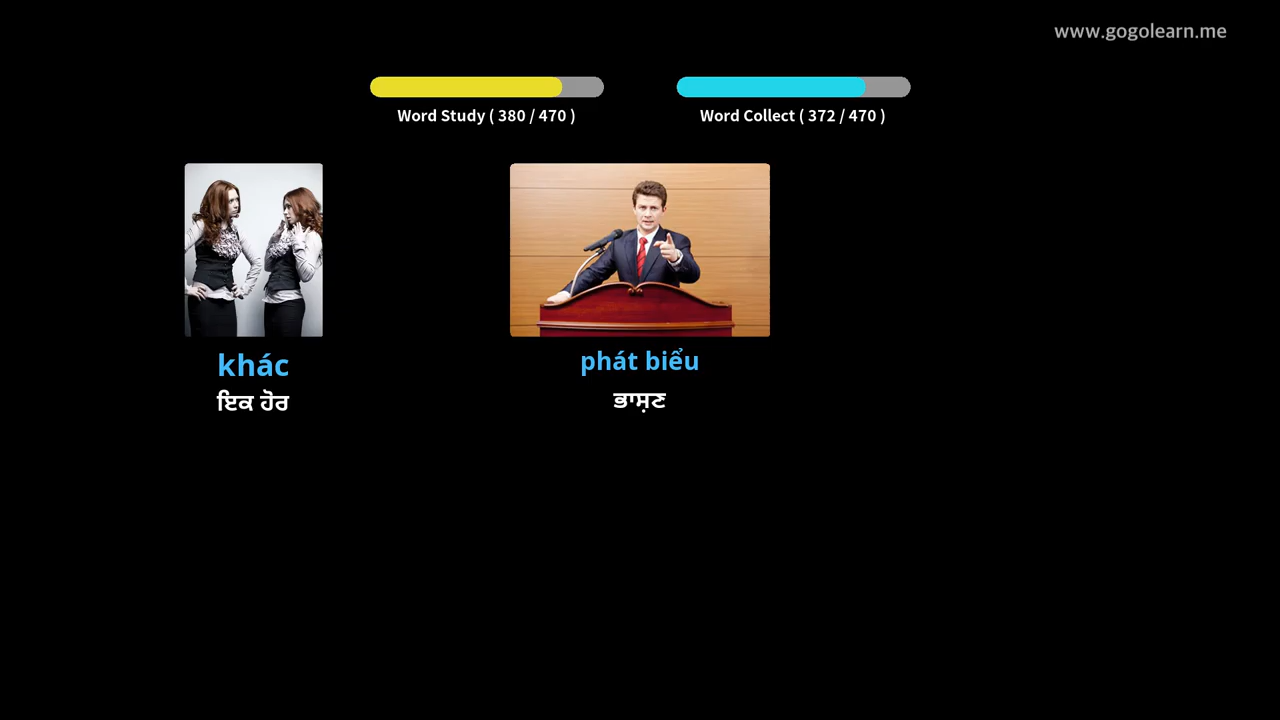 www.gogolearn.me
Word Study ( 380 / 470 )
Word Collect ( 372 / 470 )
khác
ਇਕ ਹੋਰ
phát biểu
ਭਾਸ਼ਣ